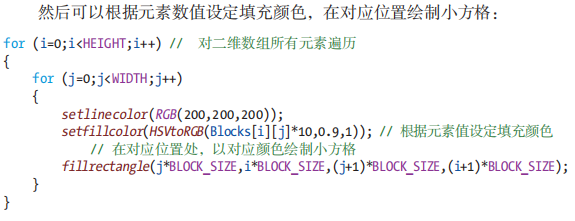 然后可以根据元素数值设定填充颜色，在对应位置绘制小方格：
for (i=0;i<HEIGHT;i++) //  对二维数组所有元素遍历
{
    for (j=0;j<WIDTH;j++)
    {
        setlinecolor(RGB(200,200,200));
        setfillcolor(HSVtoRGB(Blocks[i][j]*10,0.9,1)); // 根据元素值设定填充颜色
            // 在对应位置处，以对应颜色绘制小方格
        fillrectangle(j*BLOCK_SIZE,i*BLOCK_SIZE,(j+1)*BLOCK_SIZE,(i+1)*BLOCK_SIZE);
    }
}